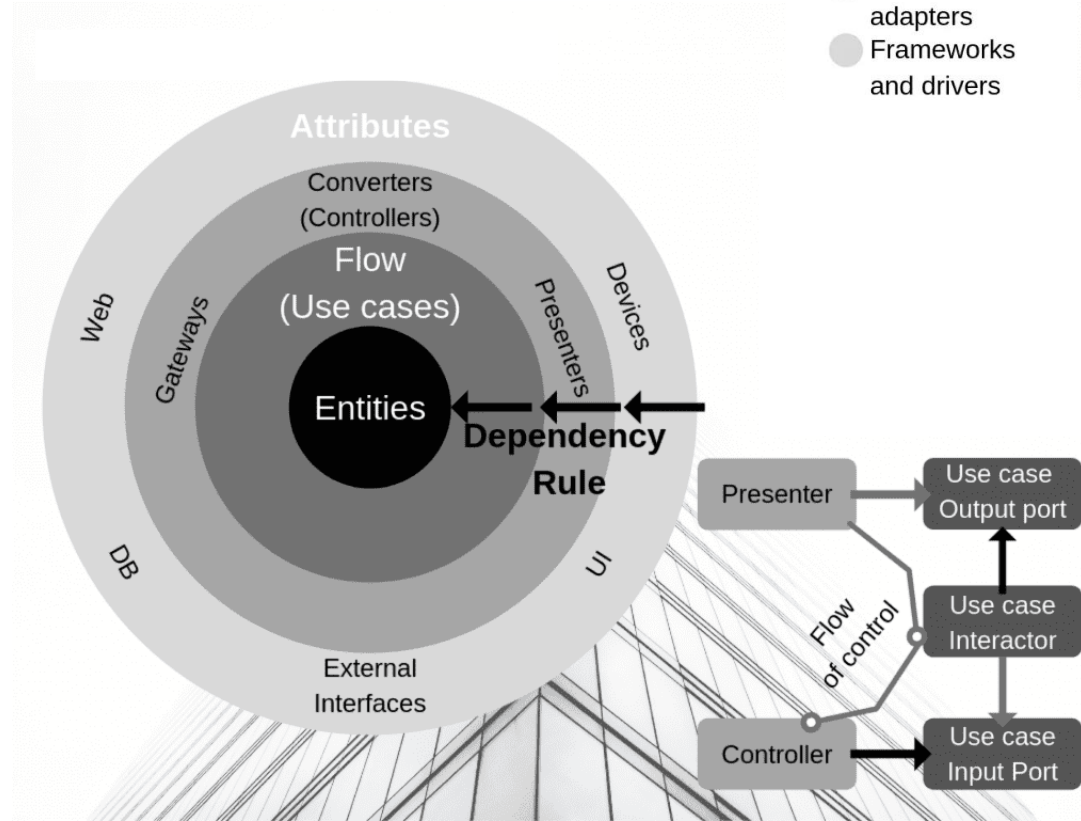 adapters
Frameworks
and drivers
Attributes
Converters
(Controllers)
Flow
(Use cases)
Web
Gateways
Presenters
Devices
Entities
Dependency
Rule
DB
UI
External
Interfaces
Presenter
Use case
Output port
Flow
of control
Use case
Interactor
Controller
Use case
Input Port